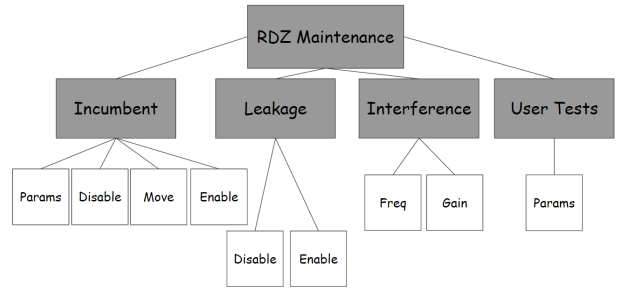 RDZ Maintenance
Incumbent
Leakage
Interference
User Tests
Params
Disable
Move
Enable
Freq
Gain
Params
Disable
Enable